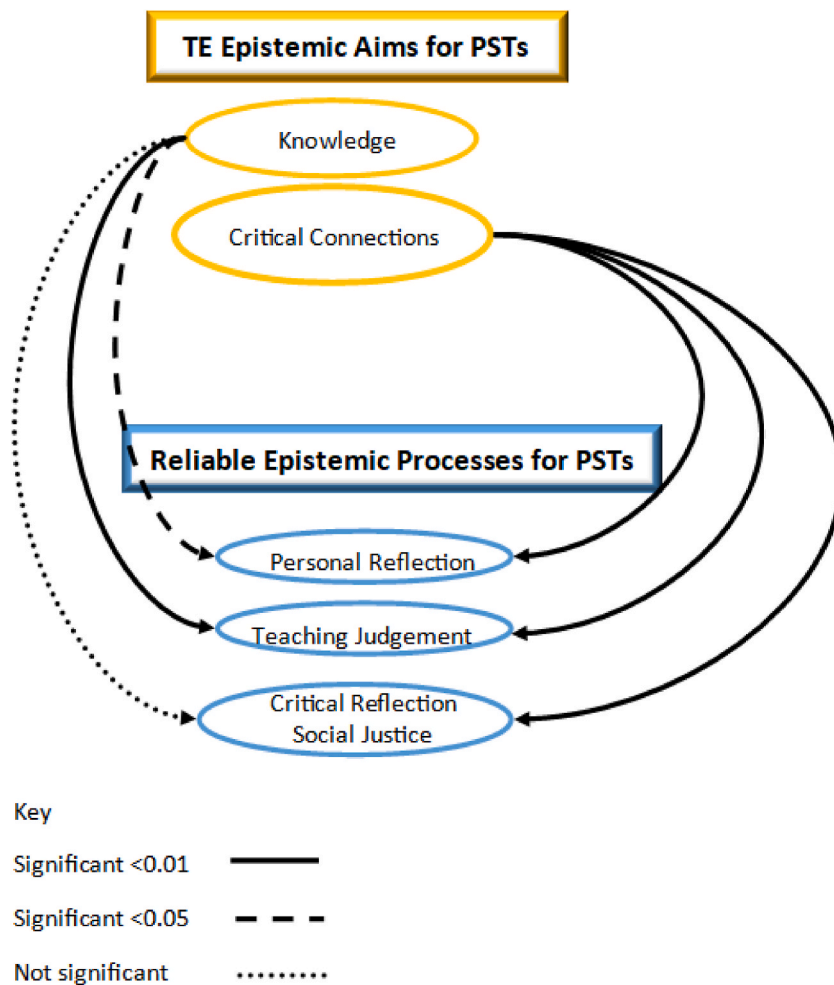 TE Epistemic Aims for PSTs
Knowledge
Critical Connections
Reliable Epistemic Processes for PSTs
Personal Reflection
Teaching Judgement
Critical Reflection
Social Justice
Key
Significant <0.01
Significant <0.05
Not significant